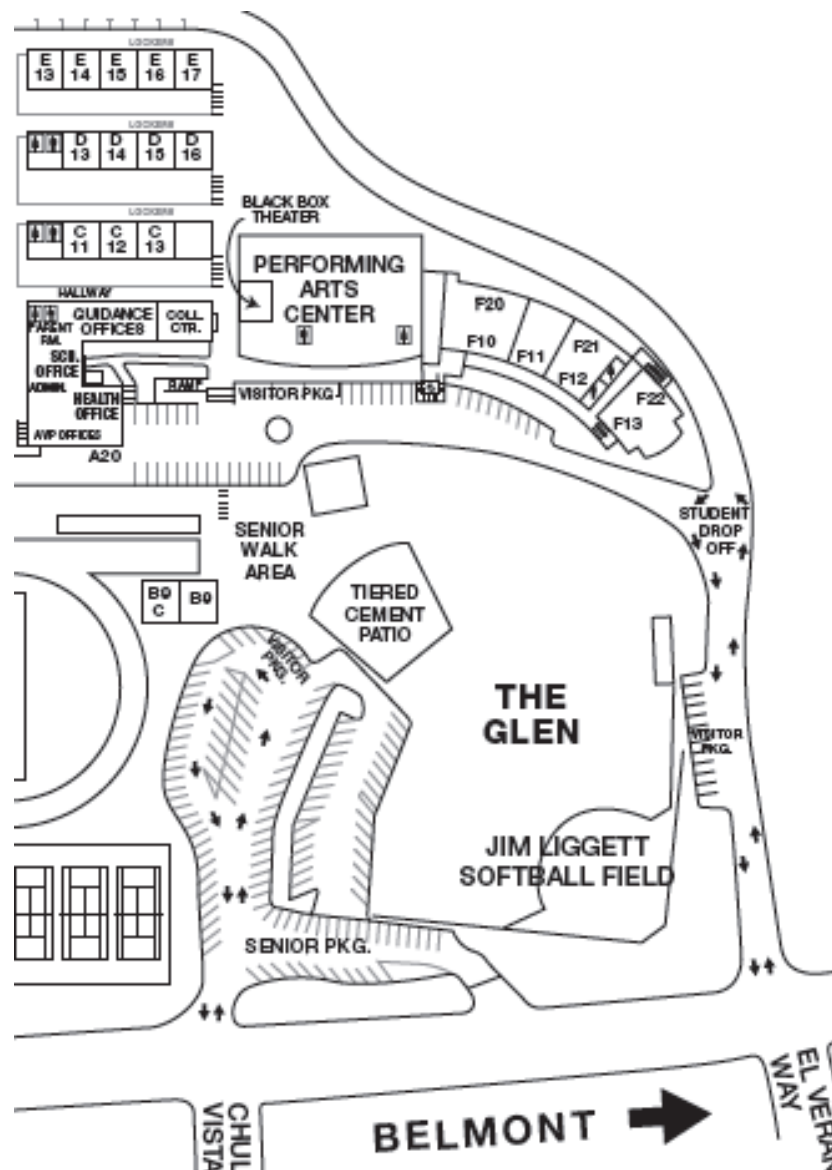 LOCKERS
E 13
E 14
E 15
E 16
E 17
LOCKERS
D 13
D 14
D 15
D 16
LOCKERS
C 11
C 12
C 13
BLACK BOX
THEATER
PERFORMING
ARTS
CENTER
HALLWAY
GUIDANCE
OFFICES
COLL.
CTR.
PARENT
RM.
SCH.
OFFICE
ADMIN.
HEALTH
OFFICE
RAMP
AVP OFFICES
A20
VISITOR PKG
F20
F10
F11
F21
F12
F22
F13
STUDENT
DROP
OFF
SENIOR
WALK
AREA
TIERED
CEMENT
PATIO
B9
C
B9
VISITOR
PKG.
THE
GLEN
VISITOR
PKG.
JIM LIGGETT
SOFTBALL FIELD
SENIOR PKG.
BELMONT
CHUL
VISTA
EL VERA
WAY